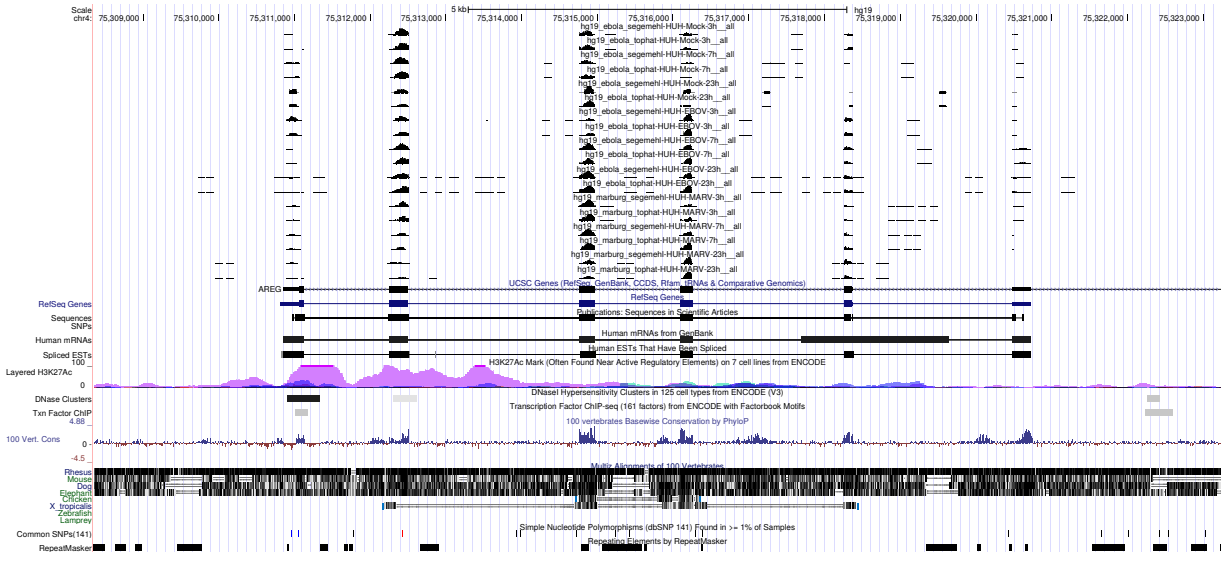 Scale 5 kb hg19
chr4: 75,309,000 75,310,000 75,311,000 75,312,000 75,313,000 75,314,000 75,315,000 75,316,000 75,317,000 75,318,000 75,319,000 75,320,000 75,321,000 75,322,000 75,323,000
hg19_ebola_segemehl-HUH-Mock-3h__all
hg19_ebola_tophat-HUH-Mock-3h__all
hg19_ebola_segemehl-HUH-Mock-7h__all
hg19_ebola_tophat-HUH-Mock-7h__all
hg19_ebola_segemehl-HUH-Mock-23h__all
hg19_ebola_tophat-HUH-Mock-23h__all
hg19_ebola_segemehl-HUH-EBOV-3h__all
hg19_ebola_tophat-HUH-EBOV-3h__all
hg19_ebola_segemehl-HUH-EBOV-7h__all
hg19_ebola_tophat-HUH-EBOV-7h__all
hg19_ebola_segemehl-HUH-EBOV-23h__all
hg19_ebola_tophat-HUH-EBOV-23h__all
hg19_marburg_segemehl-HUH-MARV-3h__all
hg19_marburg_tophat-HUH-MARV-3h__all
hg19_marburg_segemehl-HUH-MARV-7h__all
hg19_marburg_tophat-HUH-MARV-7h__all
hg19_marburg_segemehl-HUH-MARV-23h__all
hg19_marburg_tophat-HUH-MARV-23h__all
UCSC Genes (RefSeq, GenBank, CCDS, Rfam, tRNAs & Comparative Genomics)
AREG
RefSeq Genes
RefSeq Genes
Publications: Sequences in Scientific Articles
Sequences
SNPs
Human mRNAs from GenBank
Human mRNAs
Human ESTs That Have Been Spliced
Spliced ESTs
H3K27Ac Mark (Often Found Near Active Regulatory Elements) on 7 cell lines from ENCODE
100
Layered H3K27Ac
0
DNaseI Hypersensitivity Clusters in 125 cell types from ENCODE (V3)
DNase Clusters
Transcription Factor ChIP-seq (161 factors) from ENCODE with Factorbook Motifs
Txn Factor ChIP
100 vertebrates Basewise Conservation by PhyloP
4.88
100 Vert. Cons
0
-4.5
Multiz Alignments of 100 Vertebrates
Rhesus
Mouse
Dog
Elephant
Chicken
X_tropicalis
Zebrafish
Lamprey
Simple Nucleotide Polymorphisms (dbSNP 141) Found in >= 1% of Samples
Common SNPs(141)
Repeating Elements by RepeatMasker
RepeatMasker